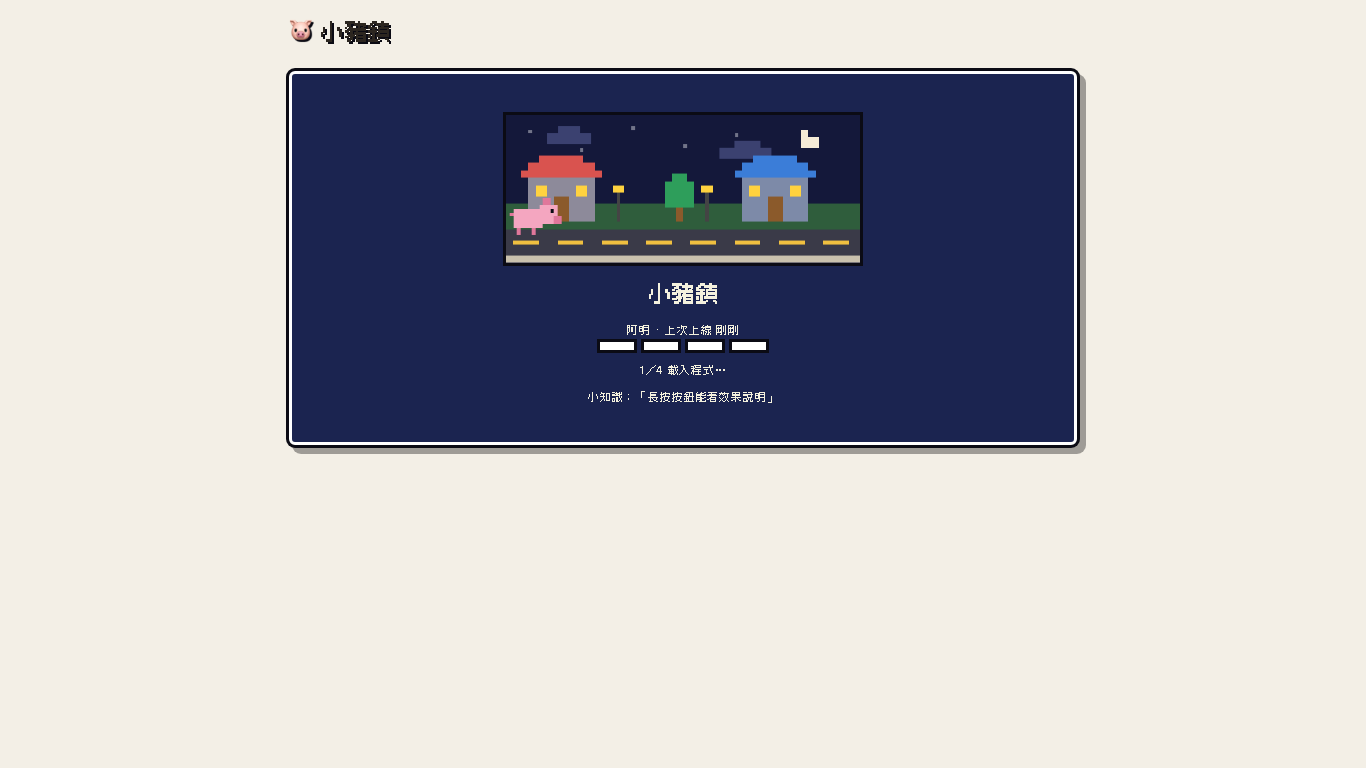 小豬鎮
小豬鎮
阿明 · 上次上線 剛剛
1/4 載入程式…
小知識:「長按按鈕能看效果說明」